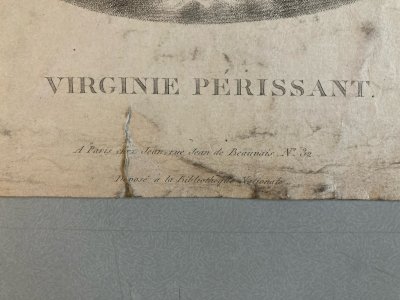 VIRGINIE PÉRISSANT.
A Paris chez Jean, rue Jean de Beauvais, N.º 32
Déposé a la Bibliothèque Nationale